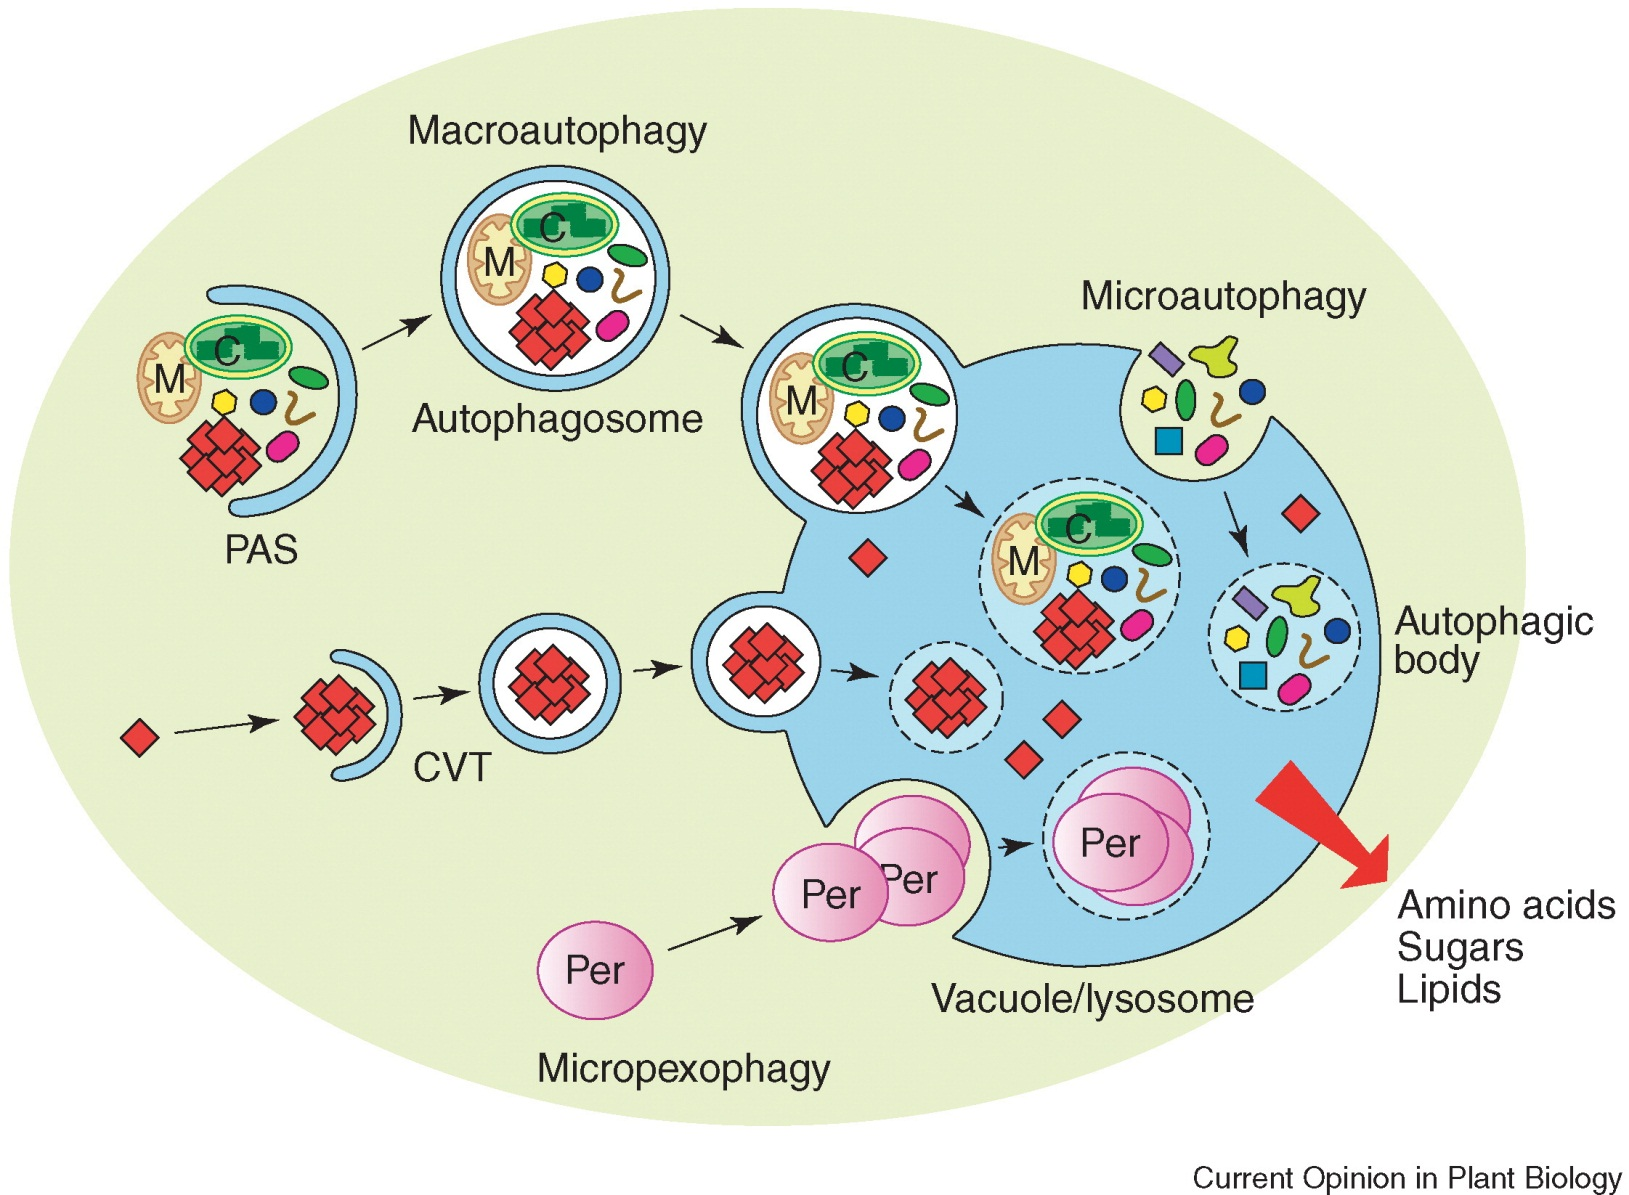 Macroautophagy
C
M
Microautophagy
C
M
Autophagosome
C
M
PAS
C
M
Autophagic
body
CVT
Per
Per
Per
Per
Amino acids
Sugars
Lipids
Vacuole/lysosome
Micropexophagy
Current Opinion in Plant Biology